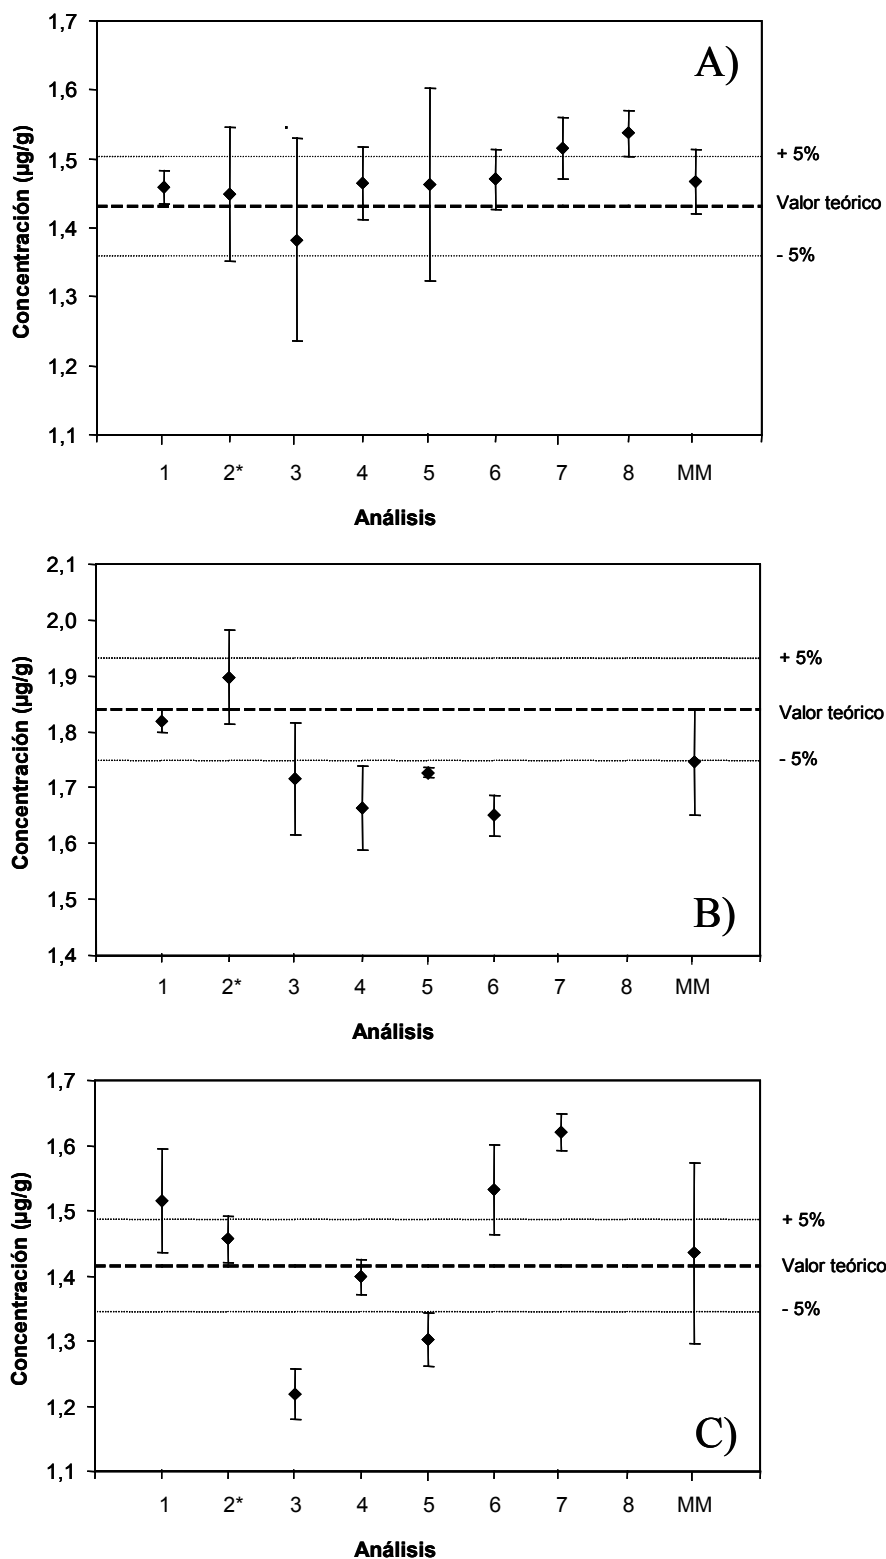 A)
Concentración (µg/g)
1,7
1,6
1,5
1,4
1,3
1,2
1,1
+ 5%
Valor teórico
- 5%
1 2* 3 4 5 6 7 8 MM
Análisis
B)
Concentración (µg/g)
2,1
2,0
1,9
1,8
1,7
1,6
1,5
1,4
+ 5%
Valor teórico
- 5%
1 2* 3 4 5 6 7 8 MM
Análisis
C)
Concentración (µg/g)
1,7
1,6
1,5
1,4
1,3
1,2
1,1
+ 5%
Valor teórico
- 5%
1 2* 3 4 5 6 7 8 MM
Análisis